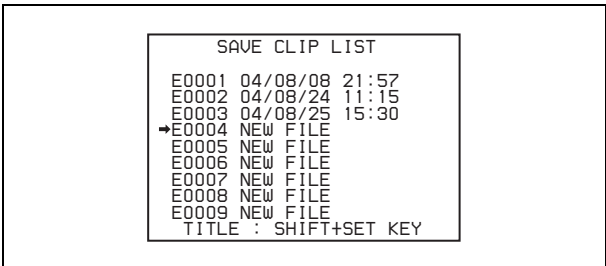 SAVE CLIP LIST
E0001 04/08/08 21:57
E0002 04/08/24 11:15
E0003 04/08/25 15:30
➡E0004 NEW FILE
E0005 NEW FILE
E0006 NEW FILE
E0007 NEW FILE
E0008 NEW FILE
E0009 NEW FILE
TITLE : SHIFT+SET KEY